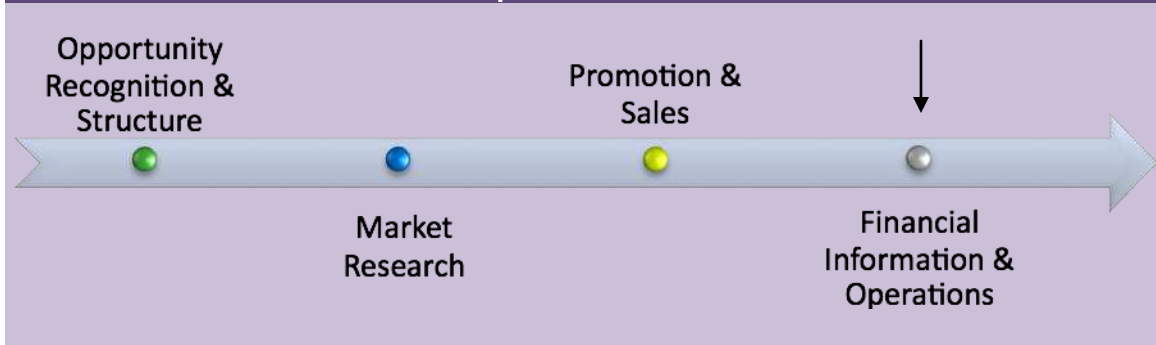 Opportunity
Recognition &
Structure
Market
Research
Promotion &
Sales
Financial
Information &
Operations